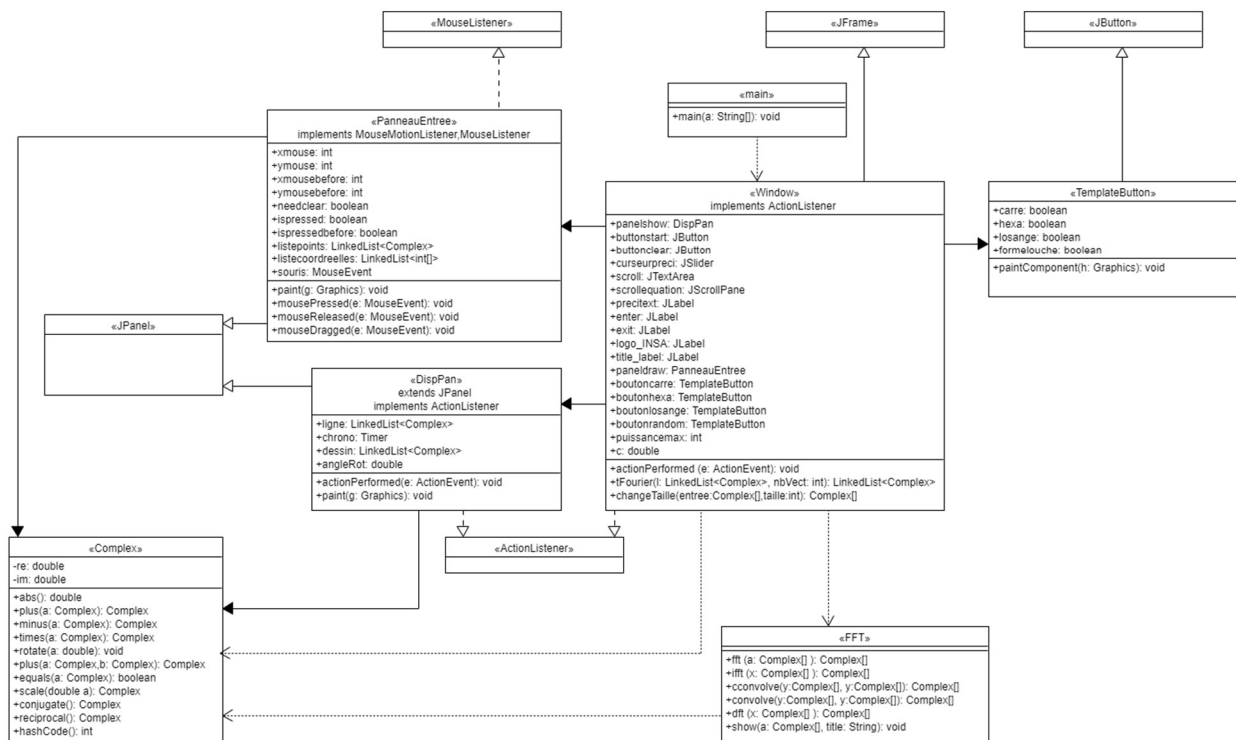 «MouseListener»
«JFrame»
«JButton»
«main»
+main(a: String[]): void
«PanneauEntree»
implements MouseMotionListener,MouseListener
+xmouse: int
+ymouse: int
+xmousebefore: int
+ymousebefore: int
+needclear: boolean
+ispressed: boolean
+ispressedbefore: boolean
+listepoints: LinkedList<Complex>
+listecoordreelles: LinkedList<int[]>
+souris: MouseEvent
+paint(g: Graphics): void
+mousePressed(e: MouseEvent): void
+mouseReleased(e: MouseEvent): void
+mouseDragged(e: MouseEvent): void
«Window»
implements ActionListener
+panelshow: DispPan
+buttonstart: JButton
+buttonclear: JButton
+curseurpreci: JSlider
+scroll: JTextArea
+scrollequation: JScrollPane
+precitext: JLabel
+enter: JLabel
+exit: JLabel
+logo_INSA: JLabel
+title_label: JLabel
+paneldraw: PanneauEntree
+boutoncarre: TemplateButton
+boutonhexa: TemplateButton
+boutonlosange: TemplateButton
+boutonrandom: TemplateButton
+puissancemax: int
+c: double
+actionPerformed (e: ActionEvent): void
+tFourier(l: LinkedList<Complex>, nbVect: int): LinkedList<Complex>
+changeTaille(entree:Complex[],taille:int): Complex[]
«TemplateButton»
+carre: boolean
+hexa: boolean
+losange: boolean
+formelouche: boolean
+paintComponent(h: Graphics): void
«JPanel»
«DispPan»
extends JPanel
implements ActionListener
+ligne: LinkedList<Complex>
+chrono: Timer
+dessin: LinkedList<Complex>
+angleRot: double
+actionPerformed(e: ActionEvent): void
+paint(g: Graphics): void
«ActionListener»
«Complex»
-re: double
-im: double
+abs(): double
+plus(a: Complex): Complex
+minus(a: Complex): Complex
+times(a: Complex): Complex
+rotate(a: double): void
+plus(a: Complex,b: Complex): Complex
+equals(a: Complex): boolean
+scale(double a): Complex
+conjugate(): Complex
+reciprocal(): Complex
+hashCode(): int
«FFT»
+fft (a: Complex[] ): Complex[]
+ifft (x: Complex[] ): Complex[]
+cconvolve(y:Complex[], y:Complex[]): Complex[]
+convolve(y:Complex[], y:Complex[]): Complex[]
+dft (x: Complex[] ): Complex[]
+show(a: Complex[], title: String): void